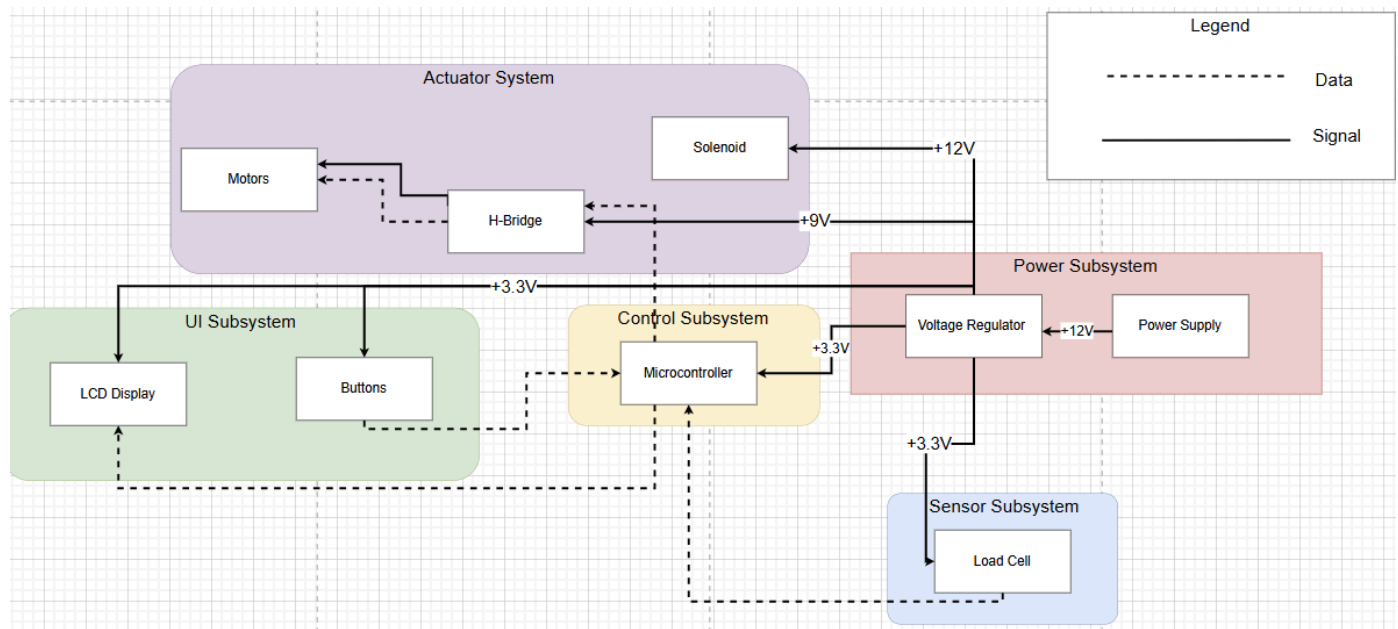 Legend
Data
Signal
Actuator System
Solenoid
+12V
Motors
H-Bridge
+9V
Power Subsystem
+3.3V
UI Subsystem
Control Subsystem
Voltage Regulator
+12V
Power Supply
+3.3V
Microcontroller
LCD Display
Buttons
+3.3V
Sensor Subsystem
Load Cell